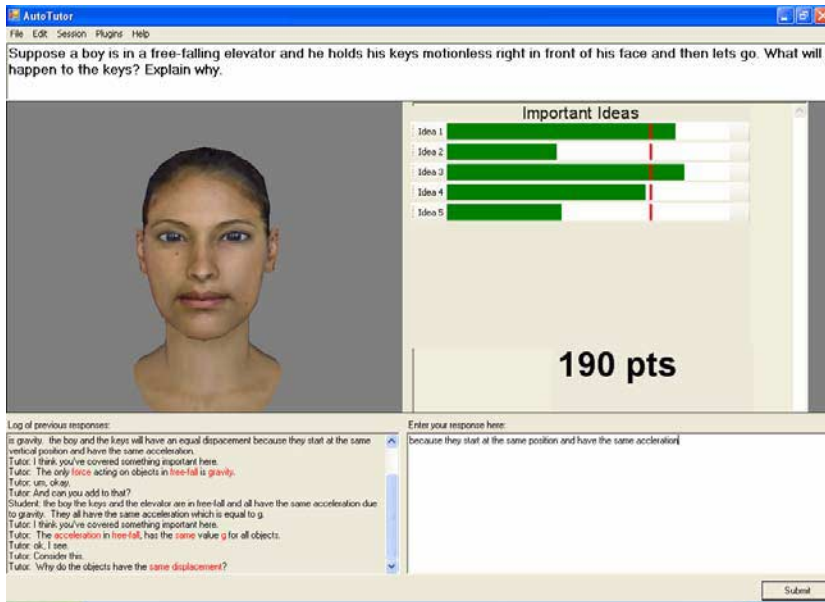 AutoTutor
File Edit Session Plugins Help
Suppose a boy is in a free-falling elevator and he holds his keys motionless right in front of his face and then lets go. What will
happen to the keys? Explain why.
Important Ideas
Idea 1
Idea 2
Idea 3
Idea 4
Idea 5
190 pts
Log of previous responses:
is gravity. the boy and the keys will have an equal dispacement because they start at the same
vertical position and have the same acceleration.
Tutor: I think you've covered something important here.
Tutor: The only force acting on objects in free-fall is gravity.
Tutor: um, okay.
Tutor: And can you add to that?
Student: the boy the keys and the elevator are in free-fall and all have the same acceleration due
to gravity. They all have the same acceleration which is equal to g.
Tutor: I think you've covered something important here.
Tutor: The acceleration in free-fall, has the same value g for all objects.
Tutor: ok, I see.
Tutor: Consider this.
Tutor: Why do the objects have the same displacement?
Enter your response here:
because they start at the same position and have the same accleration
Submit